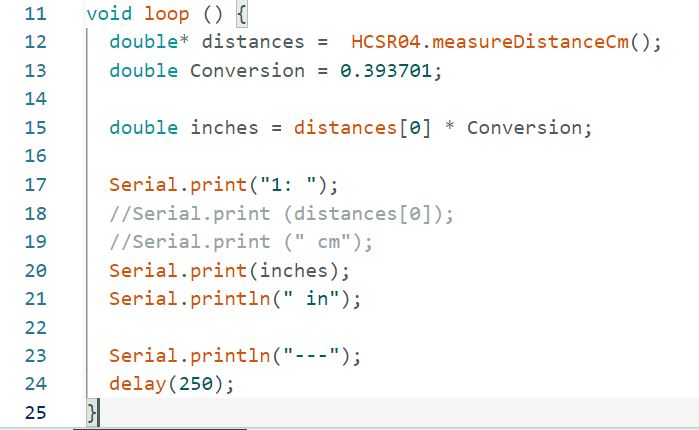 11 void loop () {
12 double* distances =  HCSR04.measureDistanceCm();
13 double Conversion = 0.393701;
14
15 double inches = distances[0] * Conversion;
16
17 Serial.print("1: ");
18 //Serial.print (distances[0]);
19 //Serial.print (" cm");
20 Serial.print(inches);
21 Serial.println(" in");
22
23 Serial.println("---");
24 delay(250);
25 }